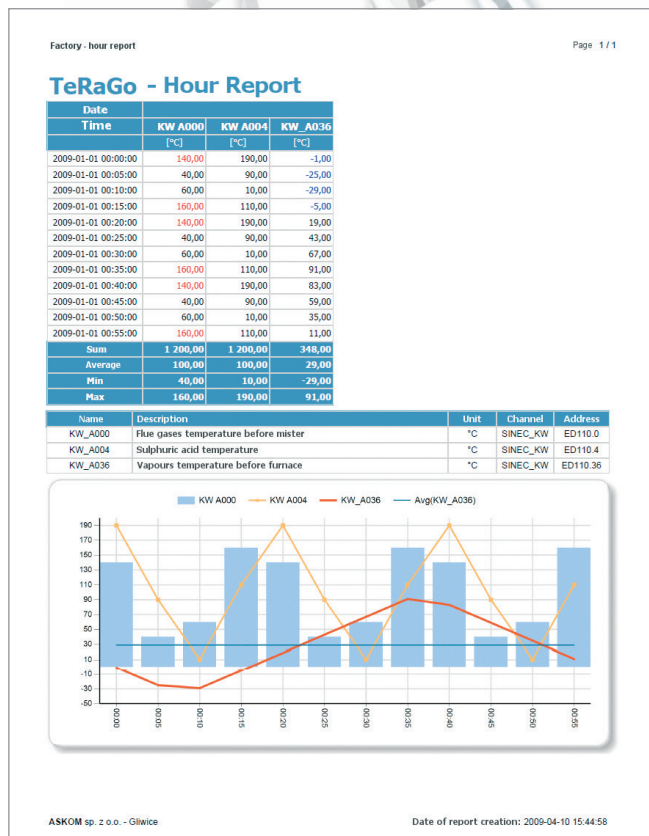 Factory - hour report Page 1 / 1
TeRaGo - Hour Report
Date
Time KW A000 KW A004 KW_A036
[°C] [°C] [°C]
2009-01-01 00:00:00 140,00 190,00 -1,00
2009-01-01 00:05:00 40,00 90,00 -25,00
2009-01-01 00:10:00 60,00 10,00 -29,00
2009-01-01 00:15:00 160,00 110,00 -5,00
2009-01-01 00:20:00 140,00 190,00 19,00
2009-01-01 00:25:00 40,00 90,00 43,00
2009-01-01 00:30:00 60,00 10,00 67,00
2009-01-01 00:35:00 160,00 110,00 91,00
2009-01-01 00:40:00 140,00 190,00 83,00
2009-01-01 00:45:00 40,00 90,00 59,00
2009-01-01 00:50:00 60,00 10,00 35,00
2009-01-01 00:55:00 160,00 110,00 11,00
Sum 1 200,00 1 200,00 348,00
Average 100,00 100,00 29,00
Min 40,00 10,00 -29,00
Max 160,00 190,00 91,00
Name Description Unit Channel Address
KW_A000 Flue gases temperature before mister °C SINEC_KW ED110.0
KW_A004 Sulphuric acid temperature °C SINEC_KW ED110.4
KW_A036 Vapours temperature before furnace °C SINEC_KW ED110.36
KW A000 KW A004 KW_A036 Avg(KW_A036)
190
170
150
130
110
90
70
50
30
10
-10
-30
-50
00:00 00:05 00:10 00:15 00:20 00:25 00:30 00:35 00:40 00:45 00:50 00:55
ASKOM sp. z o.o. - Gliwice Date of report creation: 2009-04-10 15:44:58